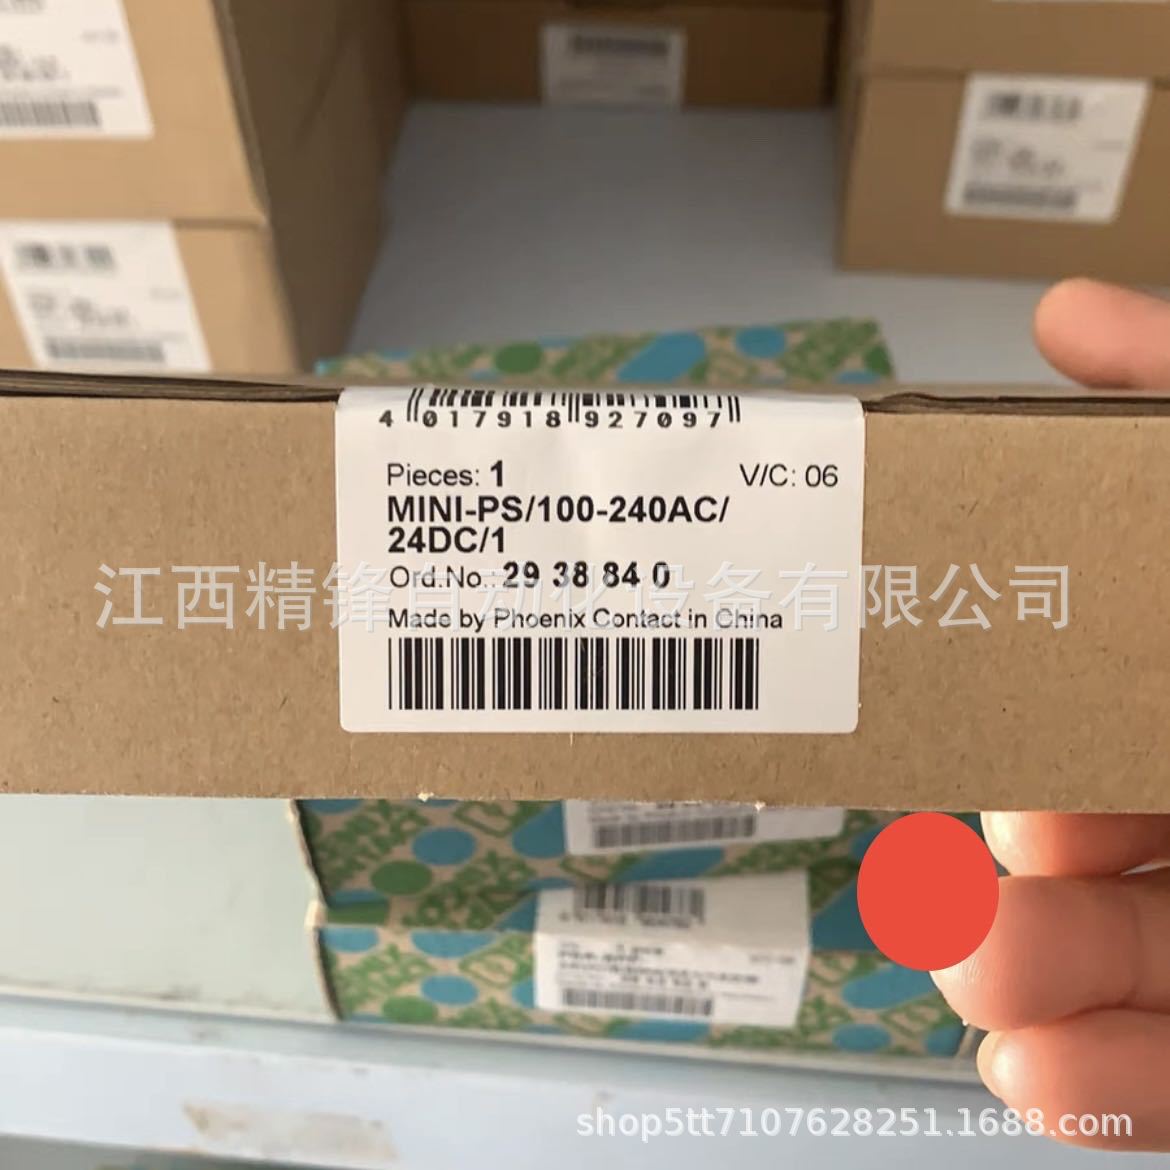 4 017918 927097
Pieces: 1 V/C: 06
MINI-PS/100-240AC/
24DC/1
Ord.No.: 29 38 84 0
江西精锋自动化设备有限公司
Made by Phoenix Contact in China
shop5tt7107628251.1688.com